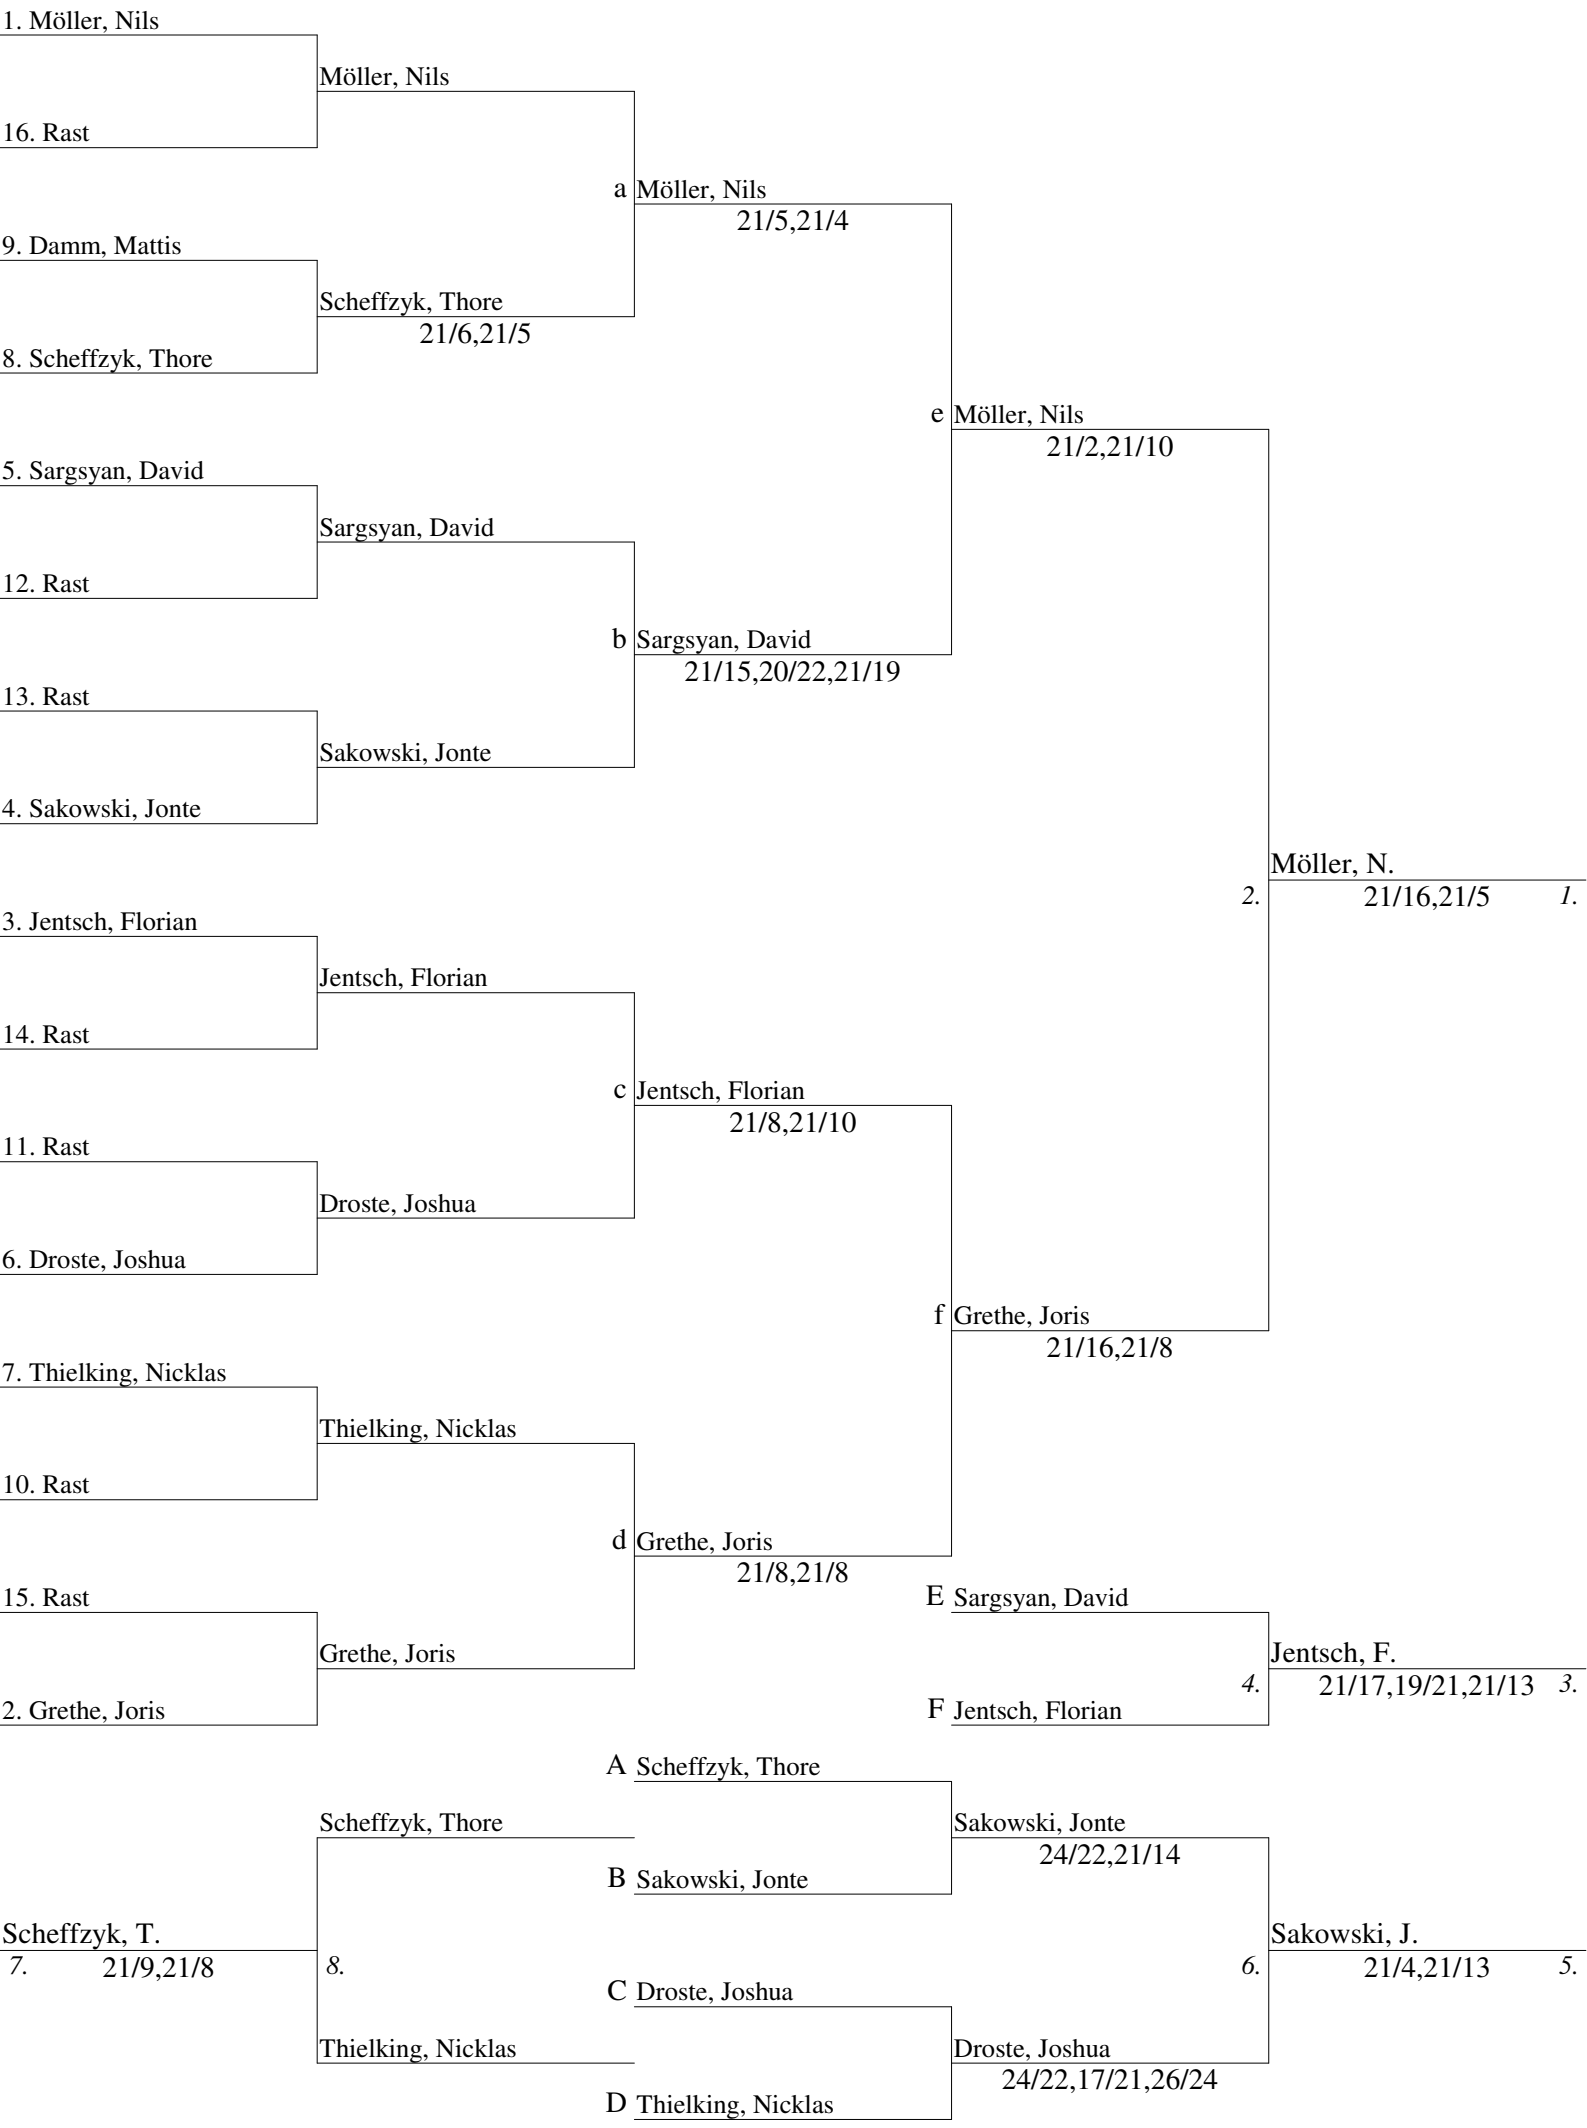 1. Möller, Nils
Möller, Nils
16. Rast
a Möller, Nils
21/5,21/4
9. Damm, Mattis
Scheffzyk, Thore
21/6,21/5
8. Scheffzyk, Thore
e Möller, Nils
21/2,21/10
5. Sargsyan, David
Sargsyan, David
12. Rast
b Sargsyan, David
21/15,20/22,21/19
13. Rast
Sakowski, Jonte
4. Sakowski, Jonte
Möller, N.
2. 21/16,21/5 1.
3. Jentsch, Florian
Jentsch, Florian
14. Rast
c Jentsch, Florian
21/8,21/10
11. Rast
Droste, Joshua
6. Droste, Joshua
f Grethe, Joris
21/16,21/8
7. Thielking, Nicklas
Thielking, Nicklas
10. Rast
d Grethe, Joris
21/8,21/8
15. Rast
E Sargsyan, David
Grethe, Joris
Jentsch, F.
4. 21/17,19/21,21/13 3.
2. Grethe, Joris
F Jentsch, Florian
A Scheffzyk, Thore
Scheffzyk, Thore
Sakowski, Jonte
24/22,21/14
B Sakowski, Jonte
Scheffzyk, T.
7. 21/9,21/8 8.
Sakowski, J.
6. 21/4,21/13 5.
C Droste, Joshua
Thielking, Nicklas
Droste, Joshua
24/22,17/21,26/24
D Thielking, Nicklas